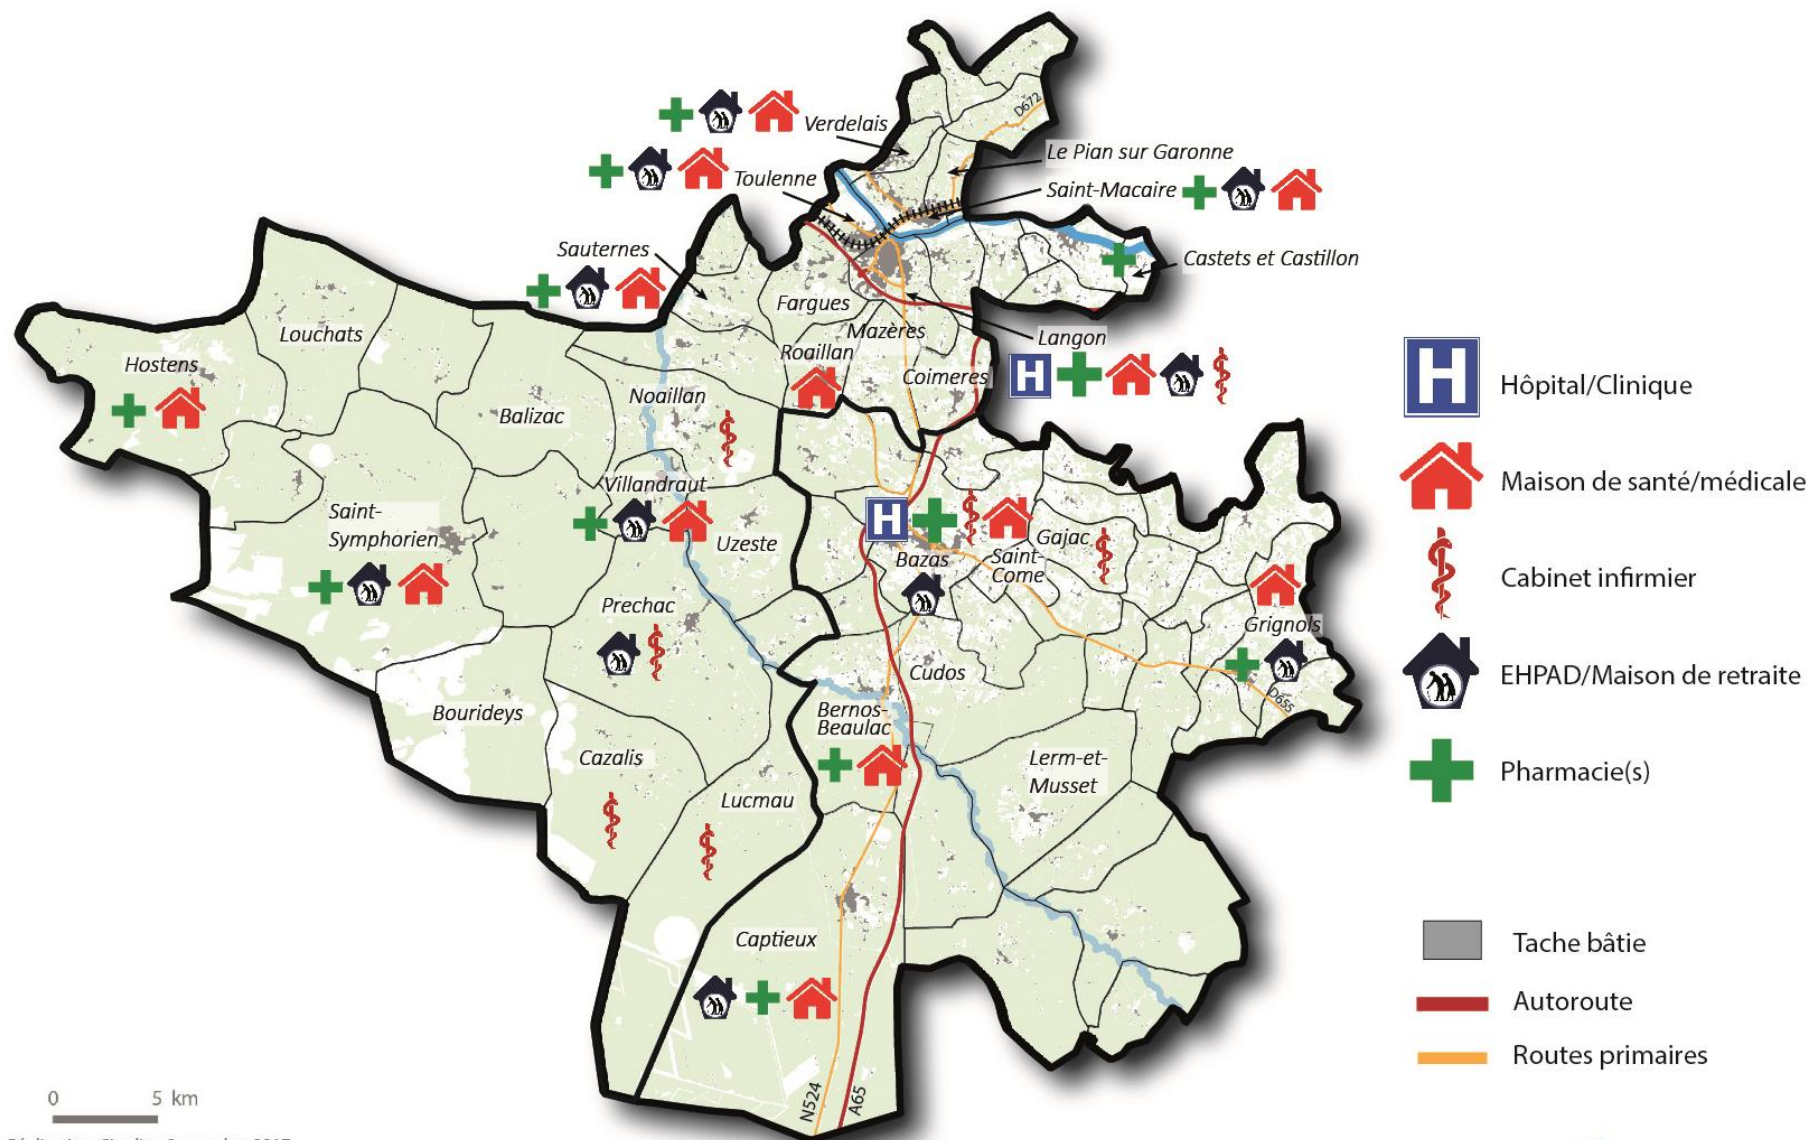 D672
Verdelais
Le Pian sur Garonne
Toulenne
Saint-Macaire
Sauternes
Castets et Castillon
Fargues
Louchats
Mazères
Langon
Hostens
Roaillan
Coimeres
H
H
Hôpital/Clinique
Noaillan
Balizac
Maison de santé/médicale
Villandraut
Saint-
Symphorien
H
Uzeste
Gajac
Bazas
Saint-
Come
Cabinet infirmier
Prechac
Grignols
Cudos
EHPAD/Maison de retraite
D655
Bourideys
Bernos-
Beaulac
Cazalis
Lerm-et-
Musset
Pharmacie(s)
Lucmau
Captieux
Tache bâtie
Autoroute
Routes primaires
N524
A65
0 5 km